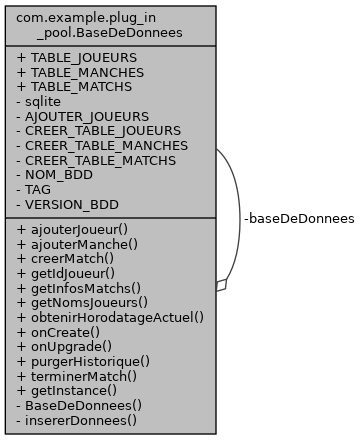 com.example.plug_in
_pool.BaseDeDonnees
+ TABLE_JOUEURS
+ TABLE_MANCHES
+ TABLE_MATCHS
- sqlite
- AJOUTER_JOUEURS
- CREER_TABLE_JOUEURS
- CREER_TABLE_MANCHES
- CREER_TABLE_MATCHS
- NOM_BDD
- TAG
- VERSION_BDD
+ ajouterJoueur()
+ ajouterManche()
+ creerMatch()
+ getIdJoueur()
+ getInfosMatchs()
+ getNomsJoueurs()
+ obtenirHorodatageActuel()
+ onCreate()
+ onUpgrade()
+ purgerHistorique()
+ terminerMatch()
+ getInstance()
- BaseDeDonnees()
- insererDonnees()
-baseDeDonnees